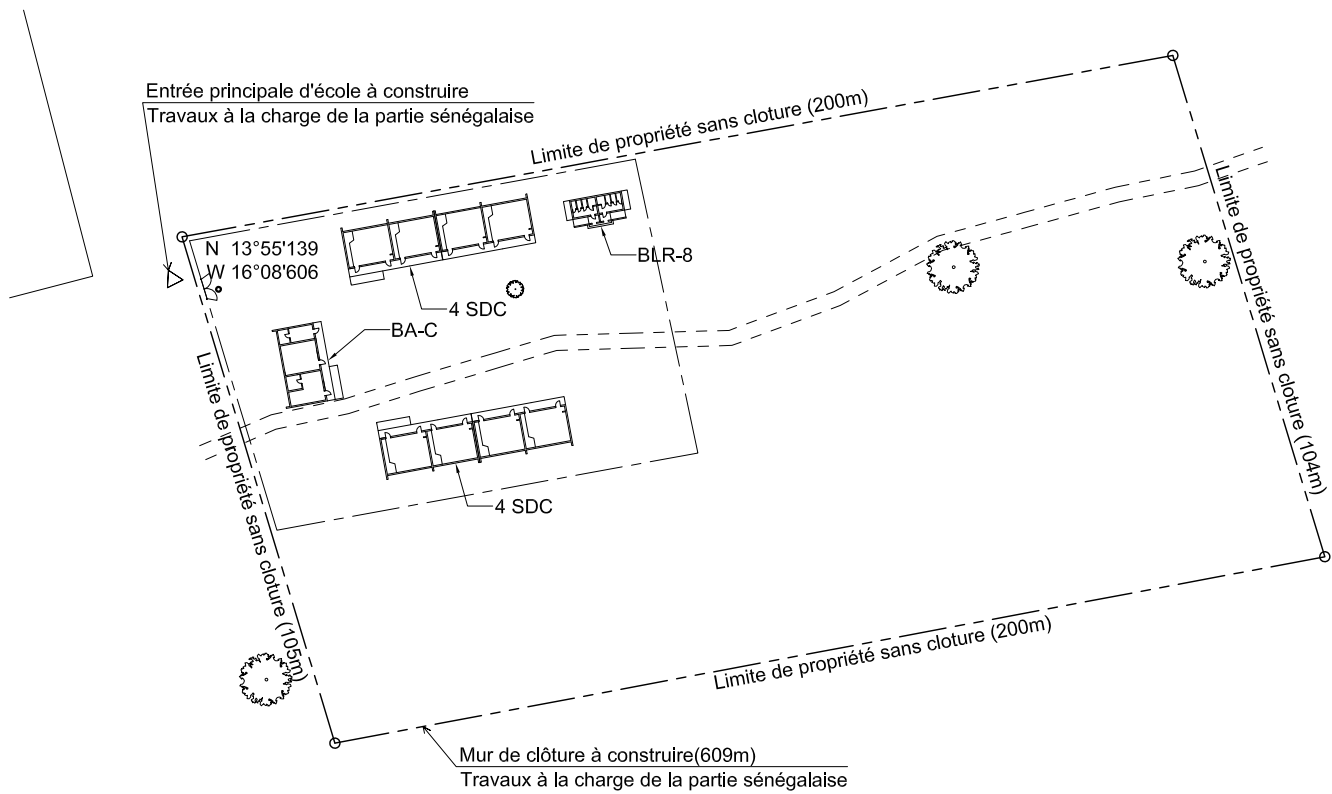 Entrée principale d'école à construire
Travaux à la charge de la partie sénégalaise
Limite de propriété sans cloture (200m)
N 13°55'139
W 16°08'606
BLR-8
4 SDC
BA-C
Limite de propriété sans cloture (104m)
Limite de propriété sans cloture (105m)
4 SDC
Limite de propriété sans cloture (200m)
Mur de clôture à construire(609m)
Travaux à la charge de la partie sénégalaise